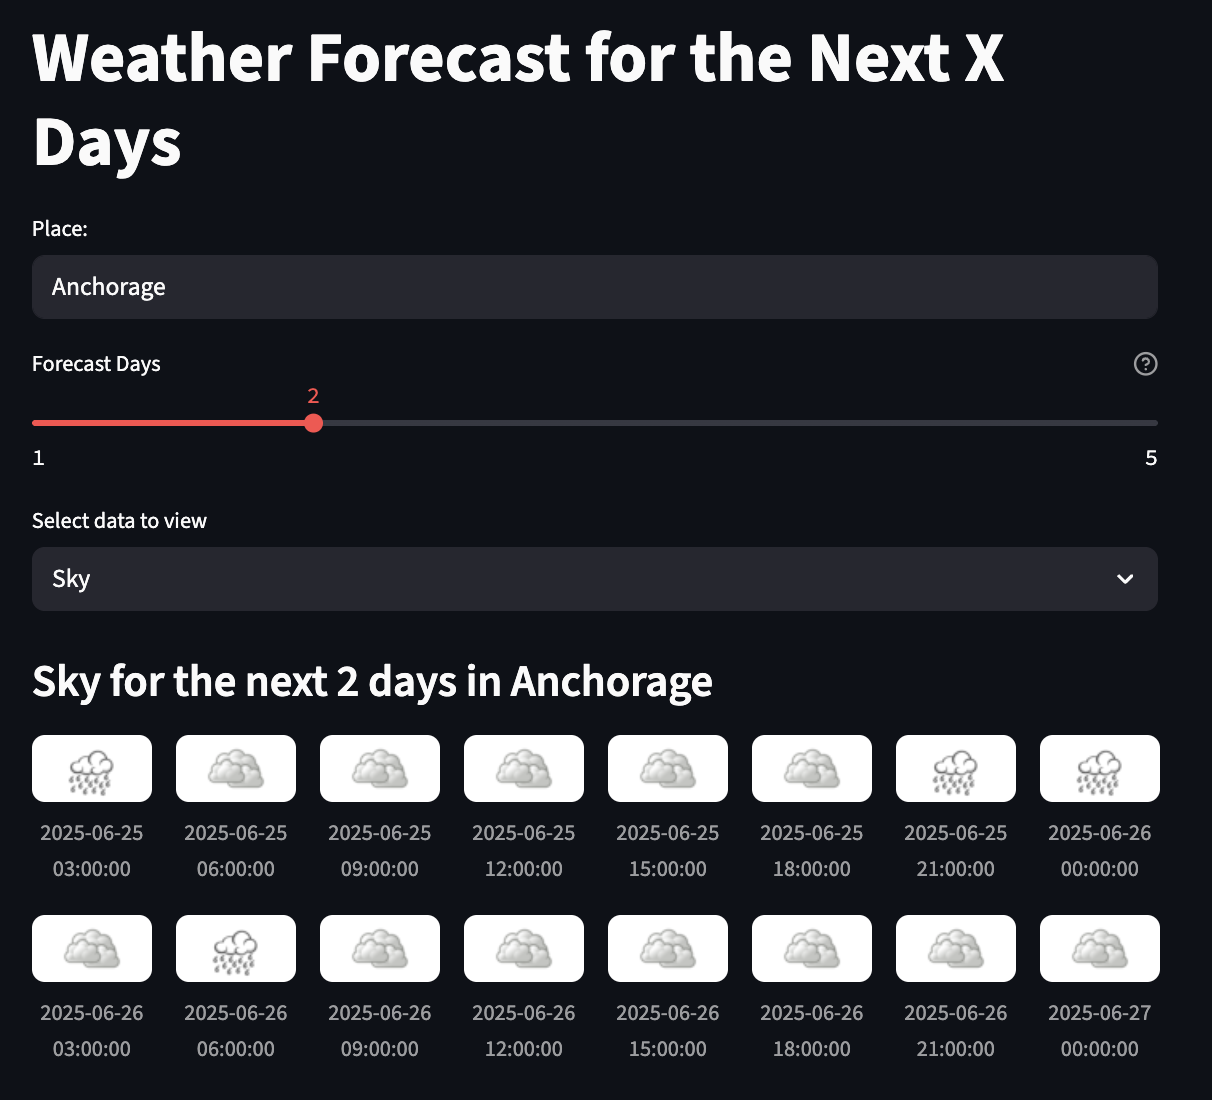 Weather Forecast for the Next X
Days
Place:
Anchorage
Forecast Days
?
2
1 5
Select data to view
Sky
Sky for the next 2 days in Anchorage
2025-06-25 2025-06-25 2025-06-25 2025-06-25 2025-06-25 2025-06-25 2025-06-25 2025-06-26
03:00:00 06:00:00 09:00:00 12:00:00 15:00:00 18:00:00 21:00:00 00:00:00
2025-06-26 2025-06-26 2025-06-26 2025-06-26 2025-06-26 2025-06-26 2025-06-26 2025-06-27
03:00:00 06:00:00 09:00:00 12:00:00 15:00:00 18:00:00 21:00:00 00:00:00